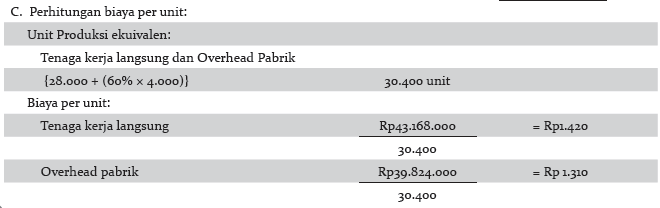 C. Perhitungan biaya per unit:
Unit Produksi ekuivalen:
Tenaga kerja langsung dan Overhead Pabrik
{28.000 + (60% × 4.000)} 30.400 unit
Biaya per unit:
Tenaga kerja langsung Rp43.168.000 = Rp1.420
30.400
Overhead pabrik Rp39.824.000 = Rp 1.310
30.400